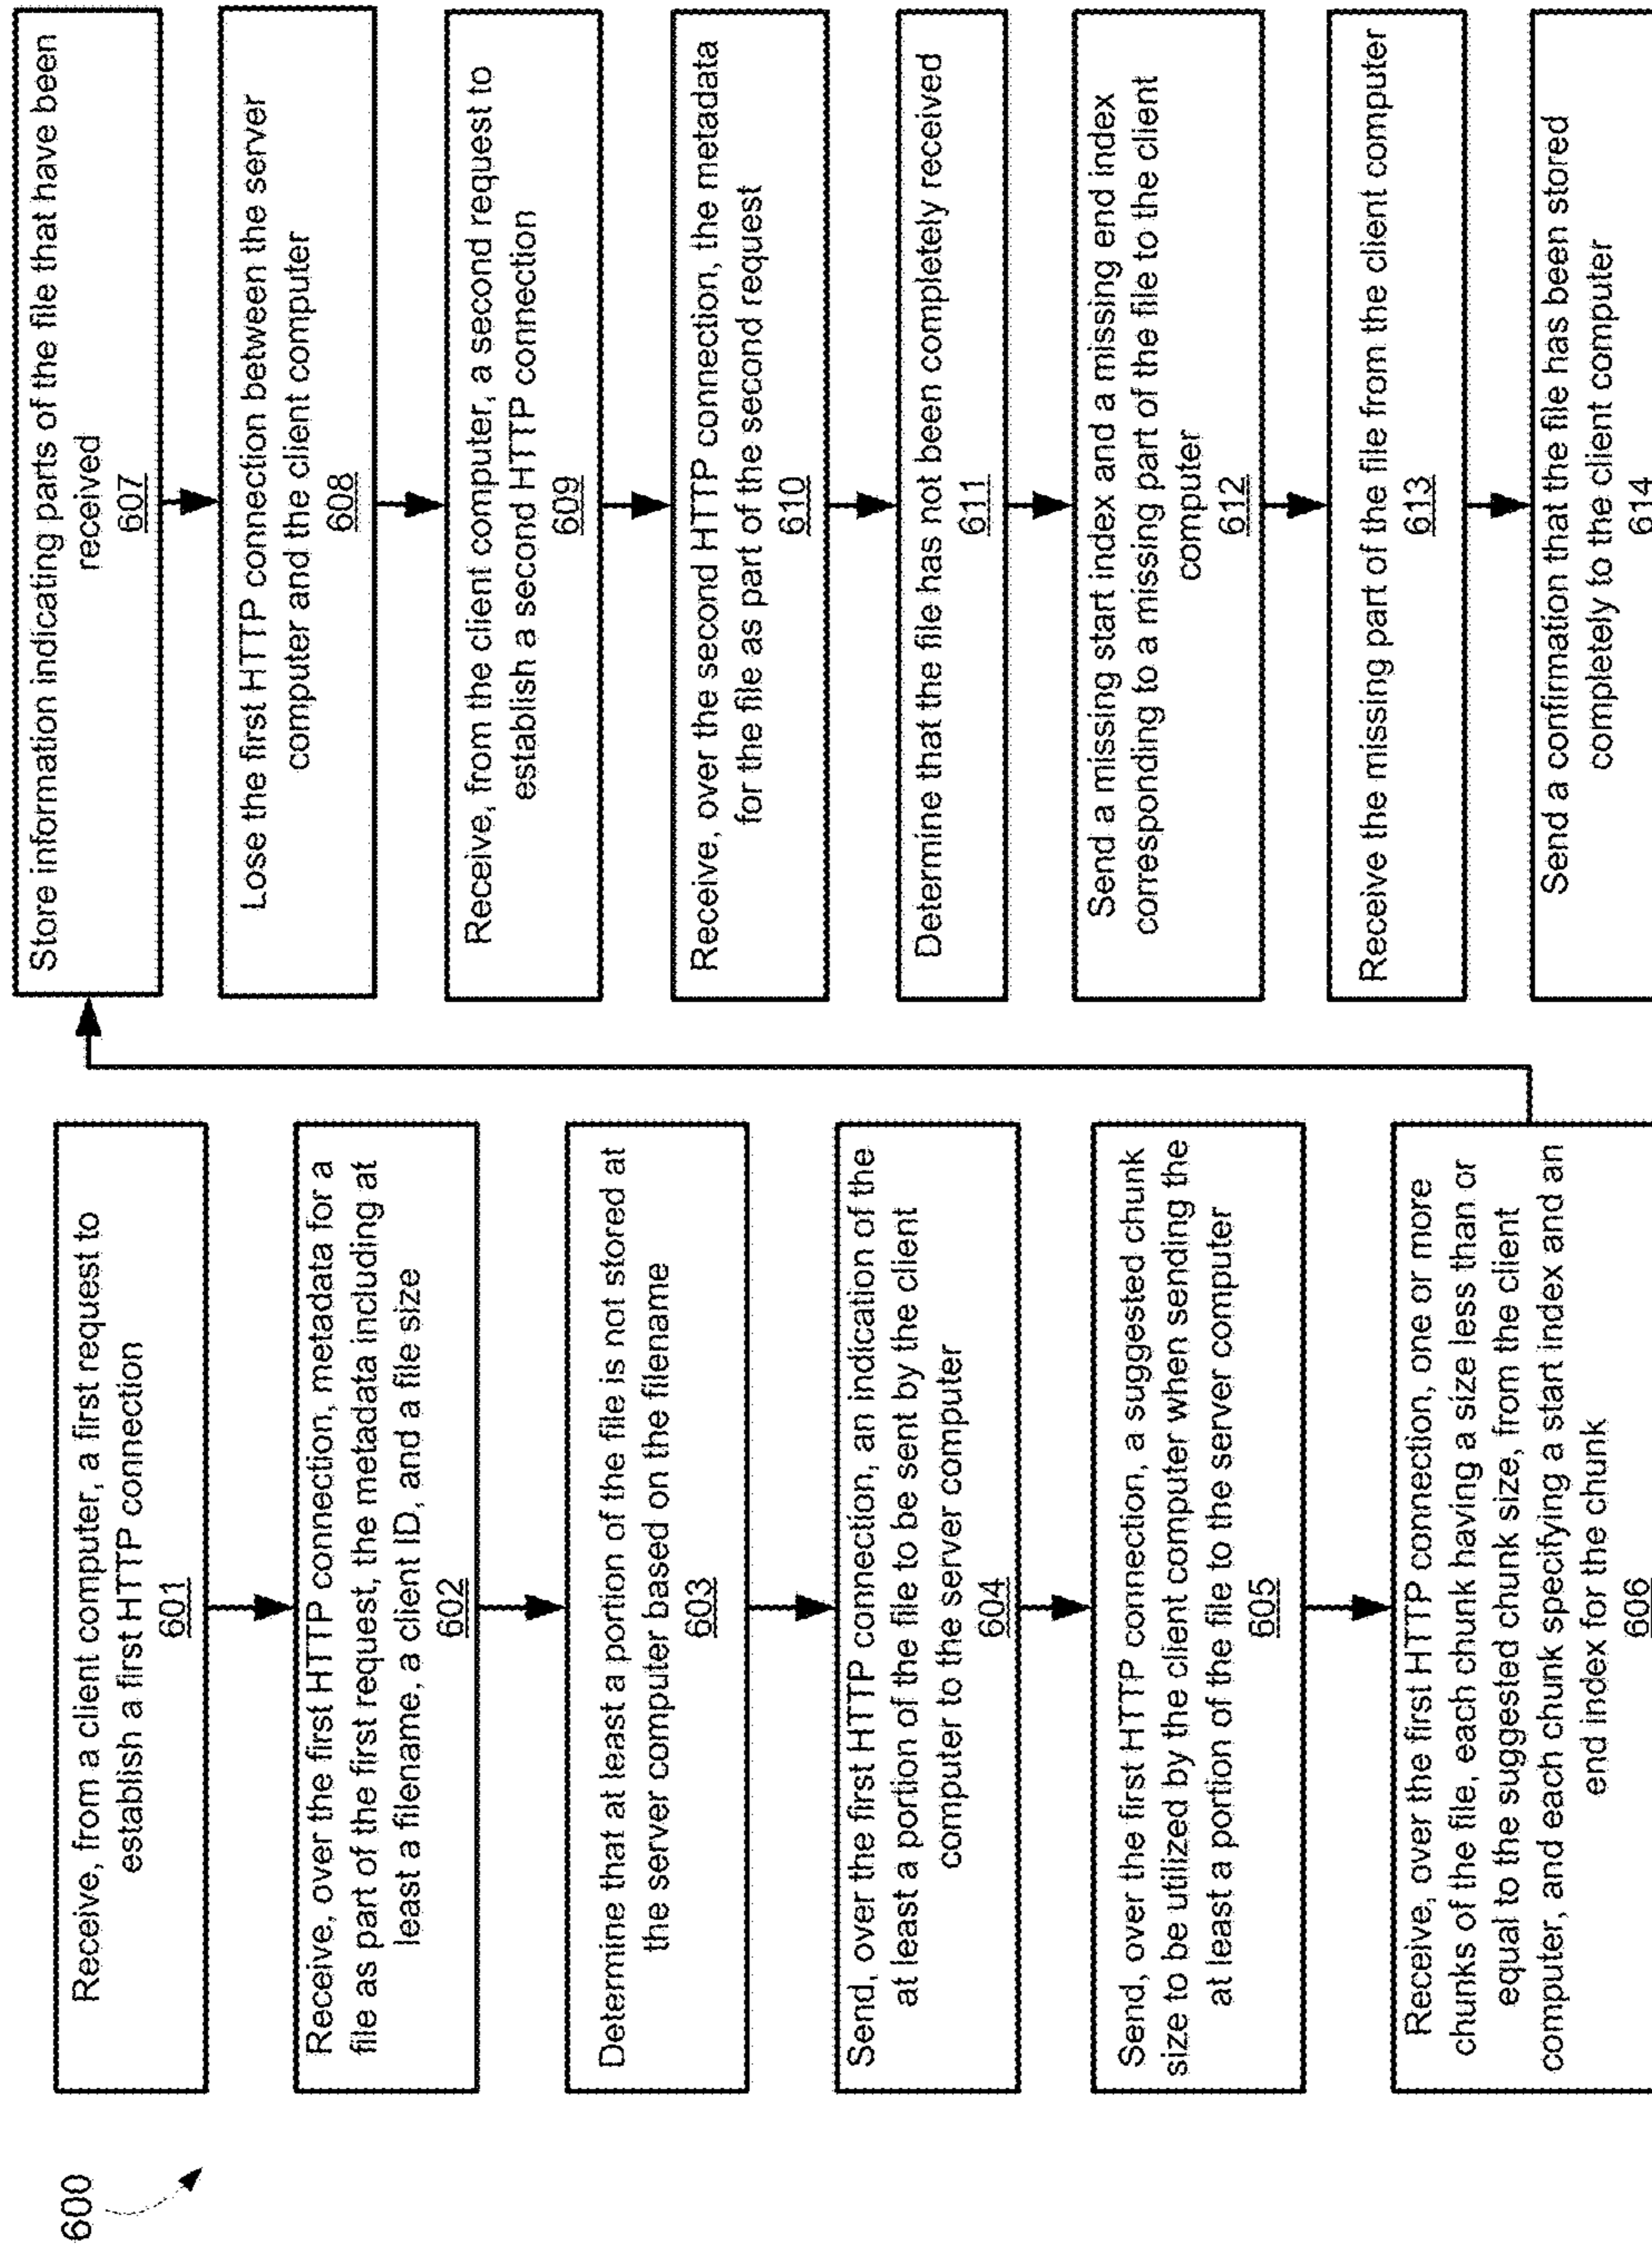 600
Receive, from a client computer, a first request to
establish a first HTTP connection
601
Receive, over the first HTTP connection, metadata for a
file as part of the first request, the metadata including at
least a filename, a client ID, and a file size
602
Determine that at least a portion of the file is not stored at
the server computer based on the filename
603
Send, over the first HTTP connection, an indication of the
at least a portion of the file to be sent by the client
computer to the server computer
604
Send, over the first HTTP connection, a suggested chunk
size to be utilized by the client computer when sending the
at least a portion of the file to the server computer
605
Receive, over the first HTTP connection, one or more
chunks of the file, each chunk having a size less than or
equal to the suggested chunk size, from the client
computer, and each chunk specifying a start index and an
end index for the chunk
606
Store information indicating parts of the file that have been
received
607
Lose the first HTTP connection between the server
computer and the client computer
608
Receive, from the client computer, a second request to
establish a second HTTP connection
609
Receive, over the second HTTP connection, the metadata
for the file as part of the second request
610
Determine that the file has not been completely received
611
Send a missing start index and a missing end index
corresponding to a missing part of the file to the client
computer
612
Receive the missing part of the file from the client computer
613
Send a confirmation that the file has been stored
completely to the client computer
614